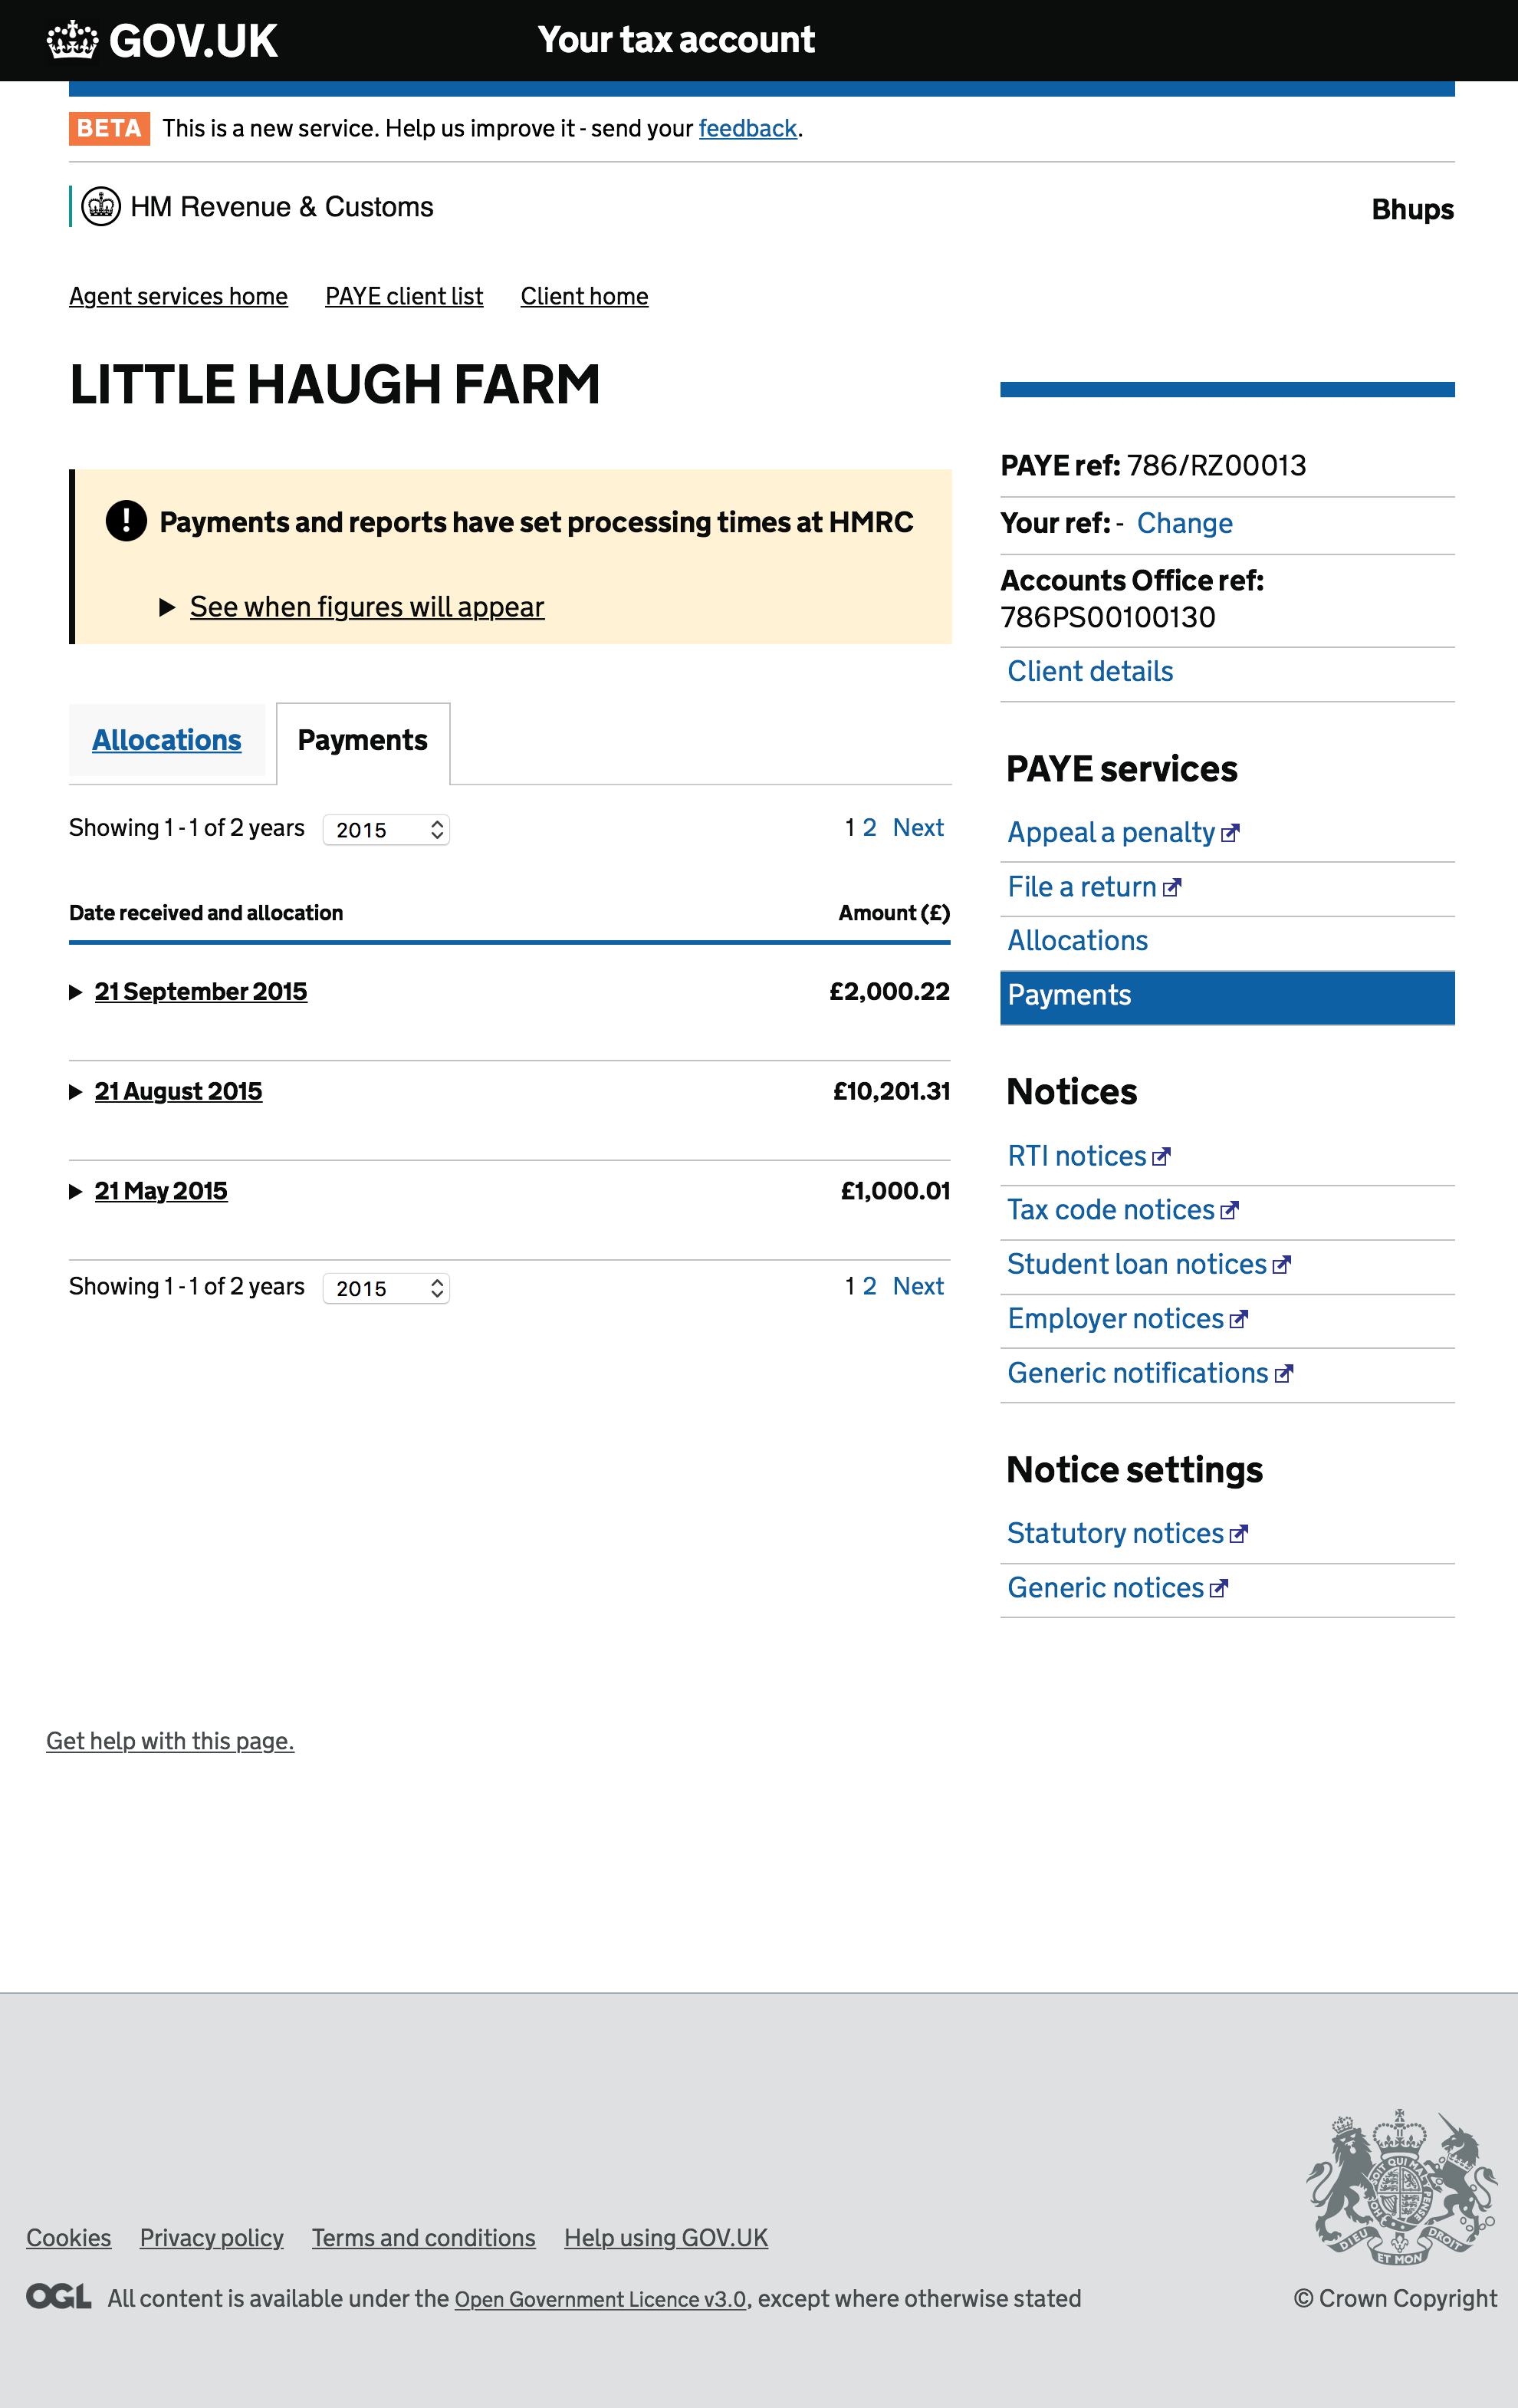 GOV.UK
Your tax account
BETA This is a new service. Help us improve it - send your feedback.
HM Revenue & Customs
Bhups
Agent services home PAYE client list Client home
LITTLE HAUGH FARM
! Payments and reports have set processing times at HMRC
See when figures will appear
Allocations Payments
Showing 1 - 1 of 2 years 2015 1 2 Next
Date received and allocation Amount (£)
21 September 2015 £2,000.22
21 August 2015 £10,201.31
21 May 2015 £1,000.01
Showing 1 - 1 of 2 years 2015 1 2 Next
PAYE ref: 786/RZ00013
Your ref: - Change
Accounts Office ref:
786PS00100130
Client details
PAYE services
Appeal a penalty
File a return
Allocations
Payments
Notices
RTI notices
Tax code notices
Student loan notices
Employer notices
Generic notifications
Notice settings
Statutory notices
Generic notices
Get help with this page.
DIEU ET MON DROIT
Cookies Privacy policy Terms and conditions Help using GOV.UK
OGL All content is available under the Open Government Licence v3.0, except where otherwise stated
© Crown Copyright